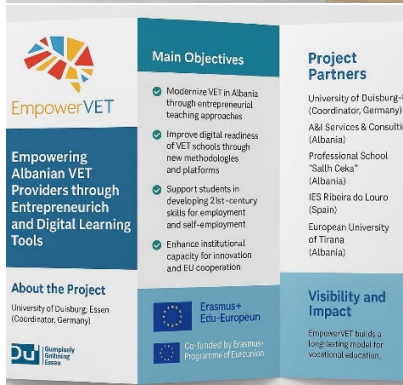 EmpowerVET
Empowering
Albanian VET
Providers through
Entrepreneurich
and Digital Learning
Tools
About the Project
University of Duisburg, Essen
(Coordinator, Germany)
Du
Gumpisely
Gnitining
Essen
Main Objectives
Modernize VET in Albania
through entrepreneurial
teaching approaches
Improve digital readiness
of VET schools through
new methodologies
and platforms
Support students in
developing 21st-century
skills for employment
and self-employment
Enhance institutional
capacity for innovation
and EU cooperation
Erasmus+
Edu-Europeun
Co-funded by Erasmus+
Programme of Eurcunion
Project
Partners
University of Duisburg-
(Coordinator, Germany)
A&I Services & Consulti
(Albania)
Professional School
"Sallh Ceka"
(Albania)
IES Ribeira do Louro
(Spain)
European University
of Tirana
(Albania)
Visibility and
Impact
EmpowerVET builds a
long-lasting model for
vocational education.